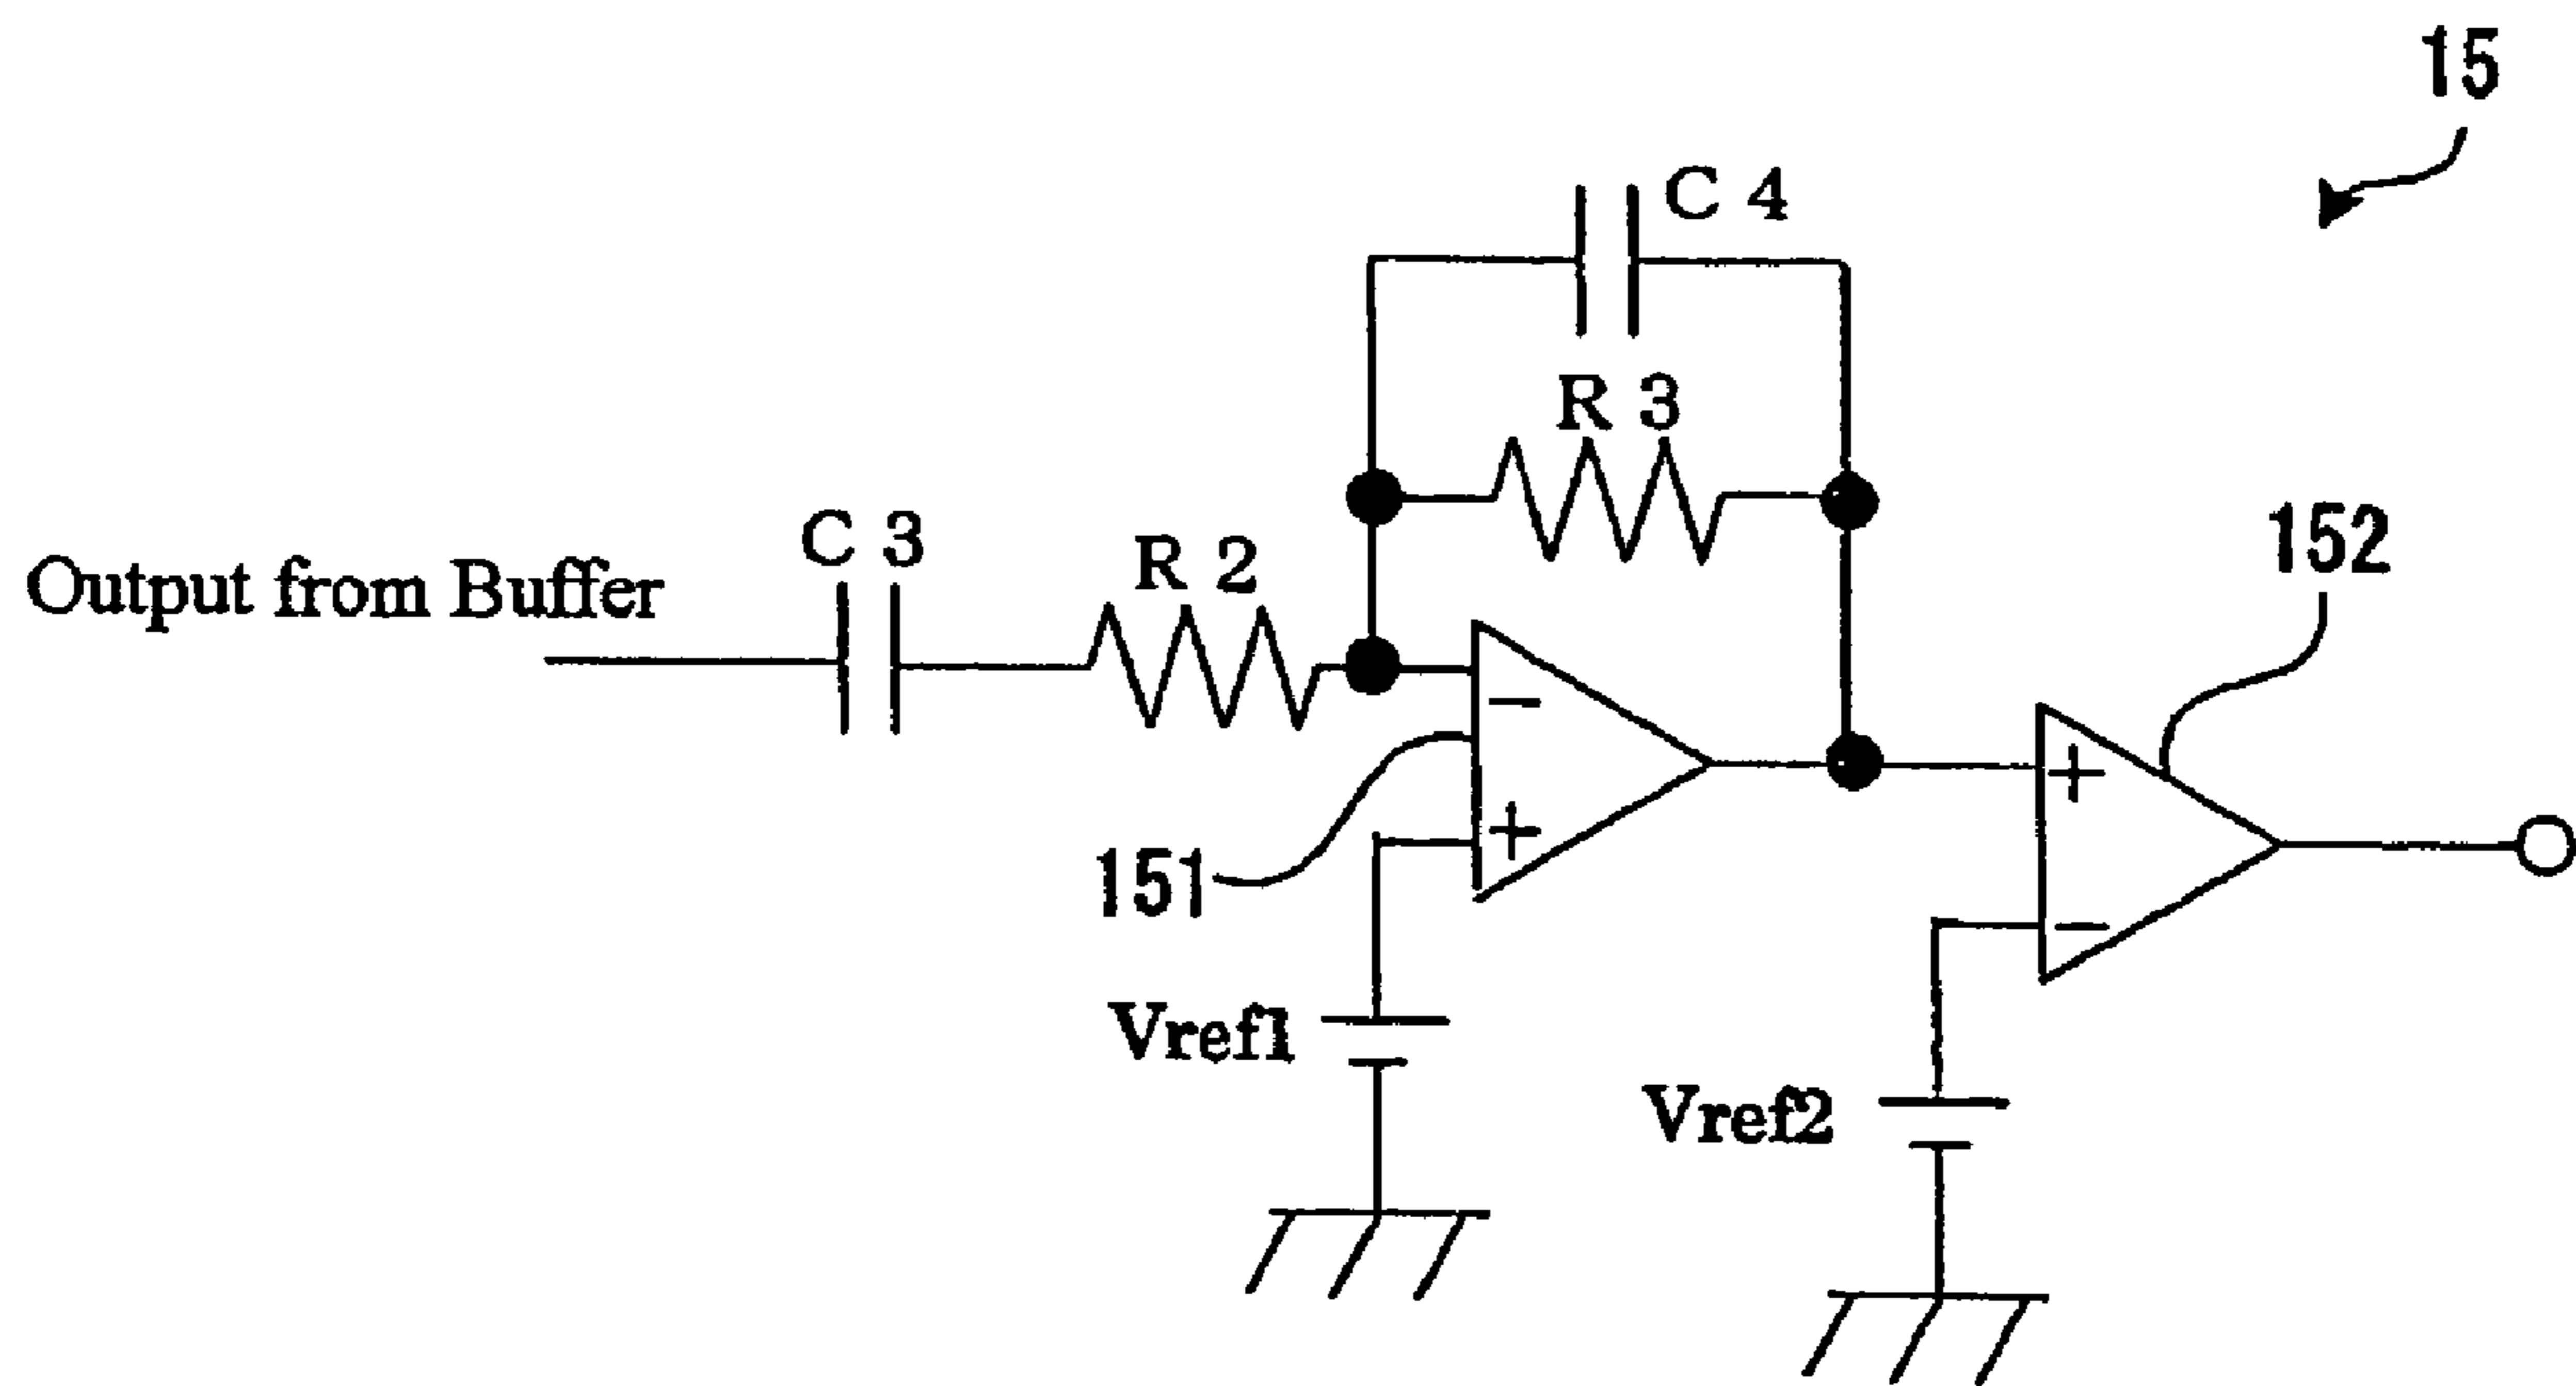 15
C 4
R 3
C 3
R 2
152
Output from Buffer
−
+
151
+
−
Vref1
Vref2